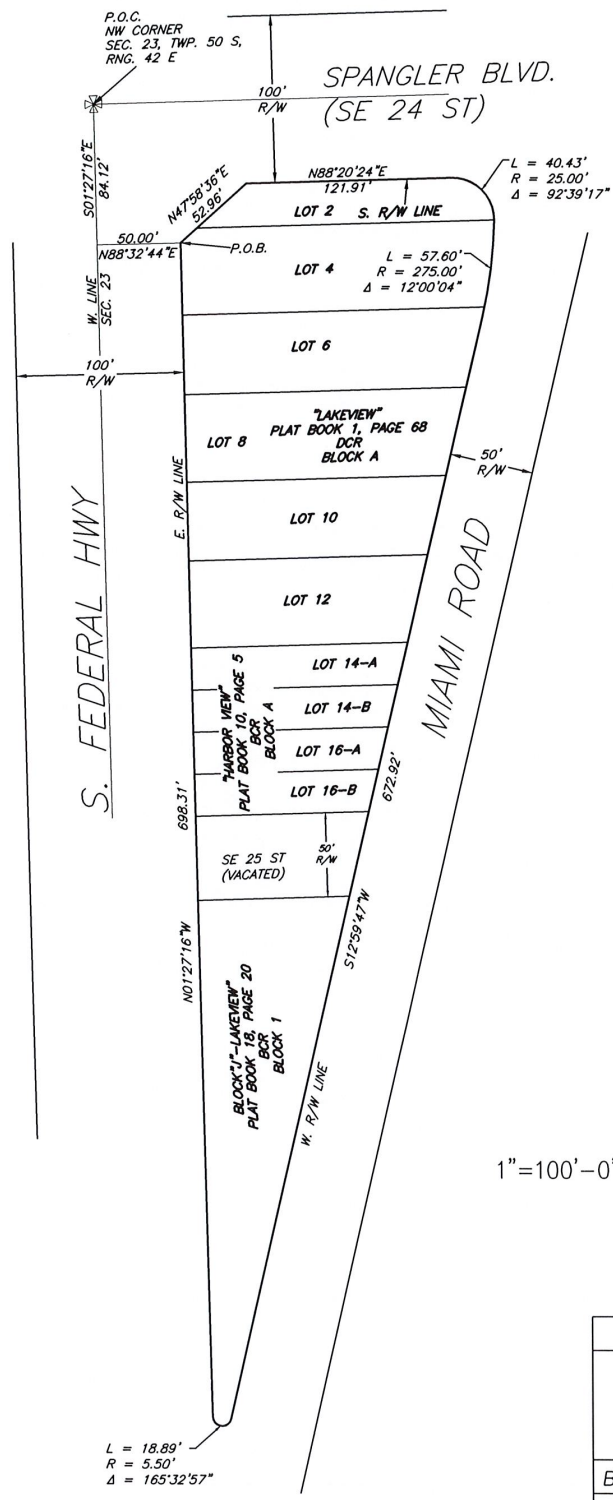 P.O.C.
NW CORNER
SEC. 23, TWP. 50 S,
RNG. 42 E
SPANGLER BLVD.
(SE 24 ST)
100'
R/W
S01°27'16"E
84.12'
N47°58'36"E
52.96'
N88°20'24"E
121.91'
L = 40.43'
R = 25.00'
Δ = 92°39'17"
LOT 2
S. R/W LINE
50.00'
N88°32'44"E
P.O.B.
W. LINE
SEC. 23
LOT 4
L = 57.60'
R = 275.00'
Δ = 12°00'04"
LOT 6
100'
R/W
"LAKEVIEW"
PLAT BOOK 1, PAGE 68
DCR
BLOCK A
LOT 8
50'
R/W
E. R/W LINE
LOT 10
S. FEDERAL HWY
LOT 12
MIAMI ROAD
LOT 14-A
LOT 14-B
LOT 16-A
LOT 16-B
"HARBOR VIEW"
PLAT BOOK 10, PAGE 5
BCR
BLOCK A
698.31'
672.92'
SE 25 ST
(VACATED)
50'
R/W
N01°27'16"W
S12°59'47"W
BLOCK"J"-LAKEVIEW"
PLAT BOOK 18, PAGE 20
BCR
BLOCK 1
W. R/W LINE
1"=100'-0"
L = 18.89'
R = 5.50'
Δ = 165°32'57"
B